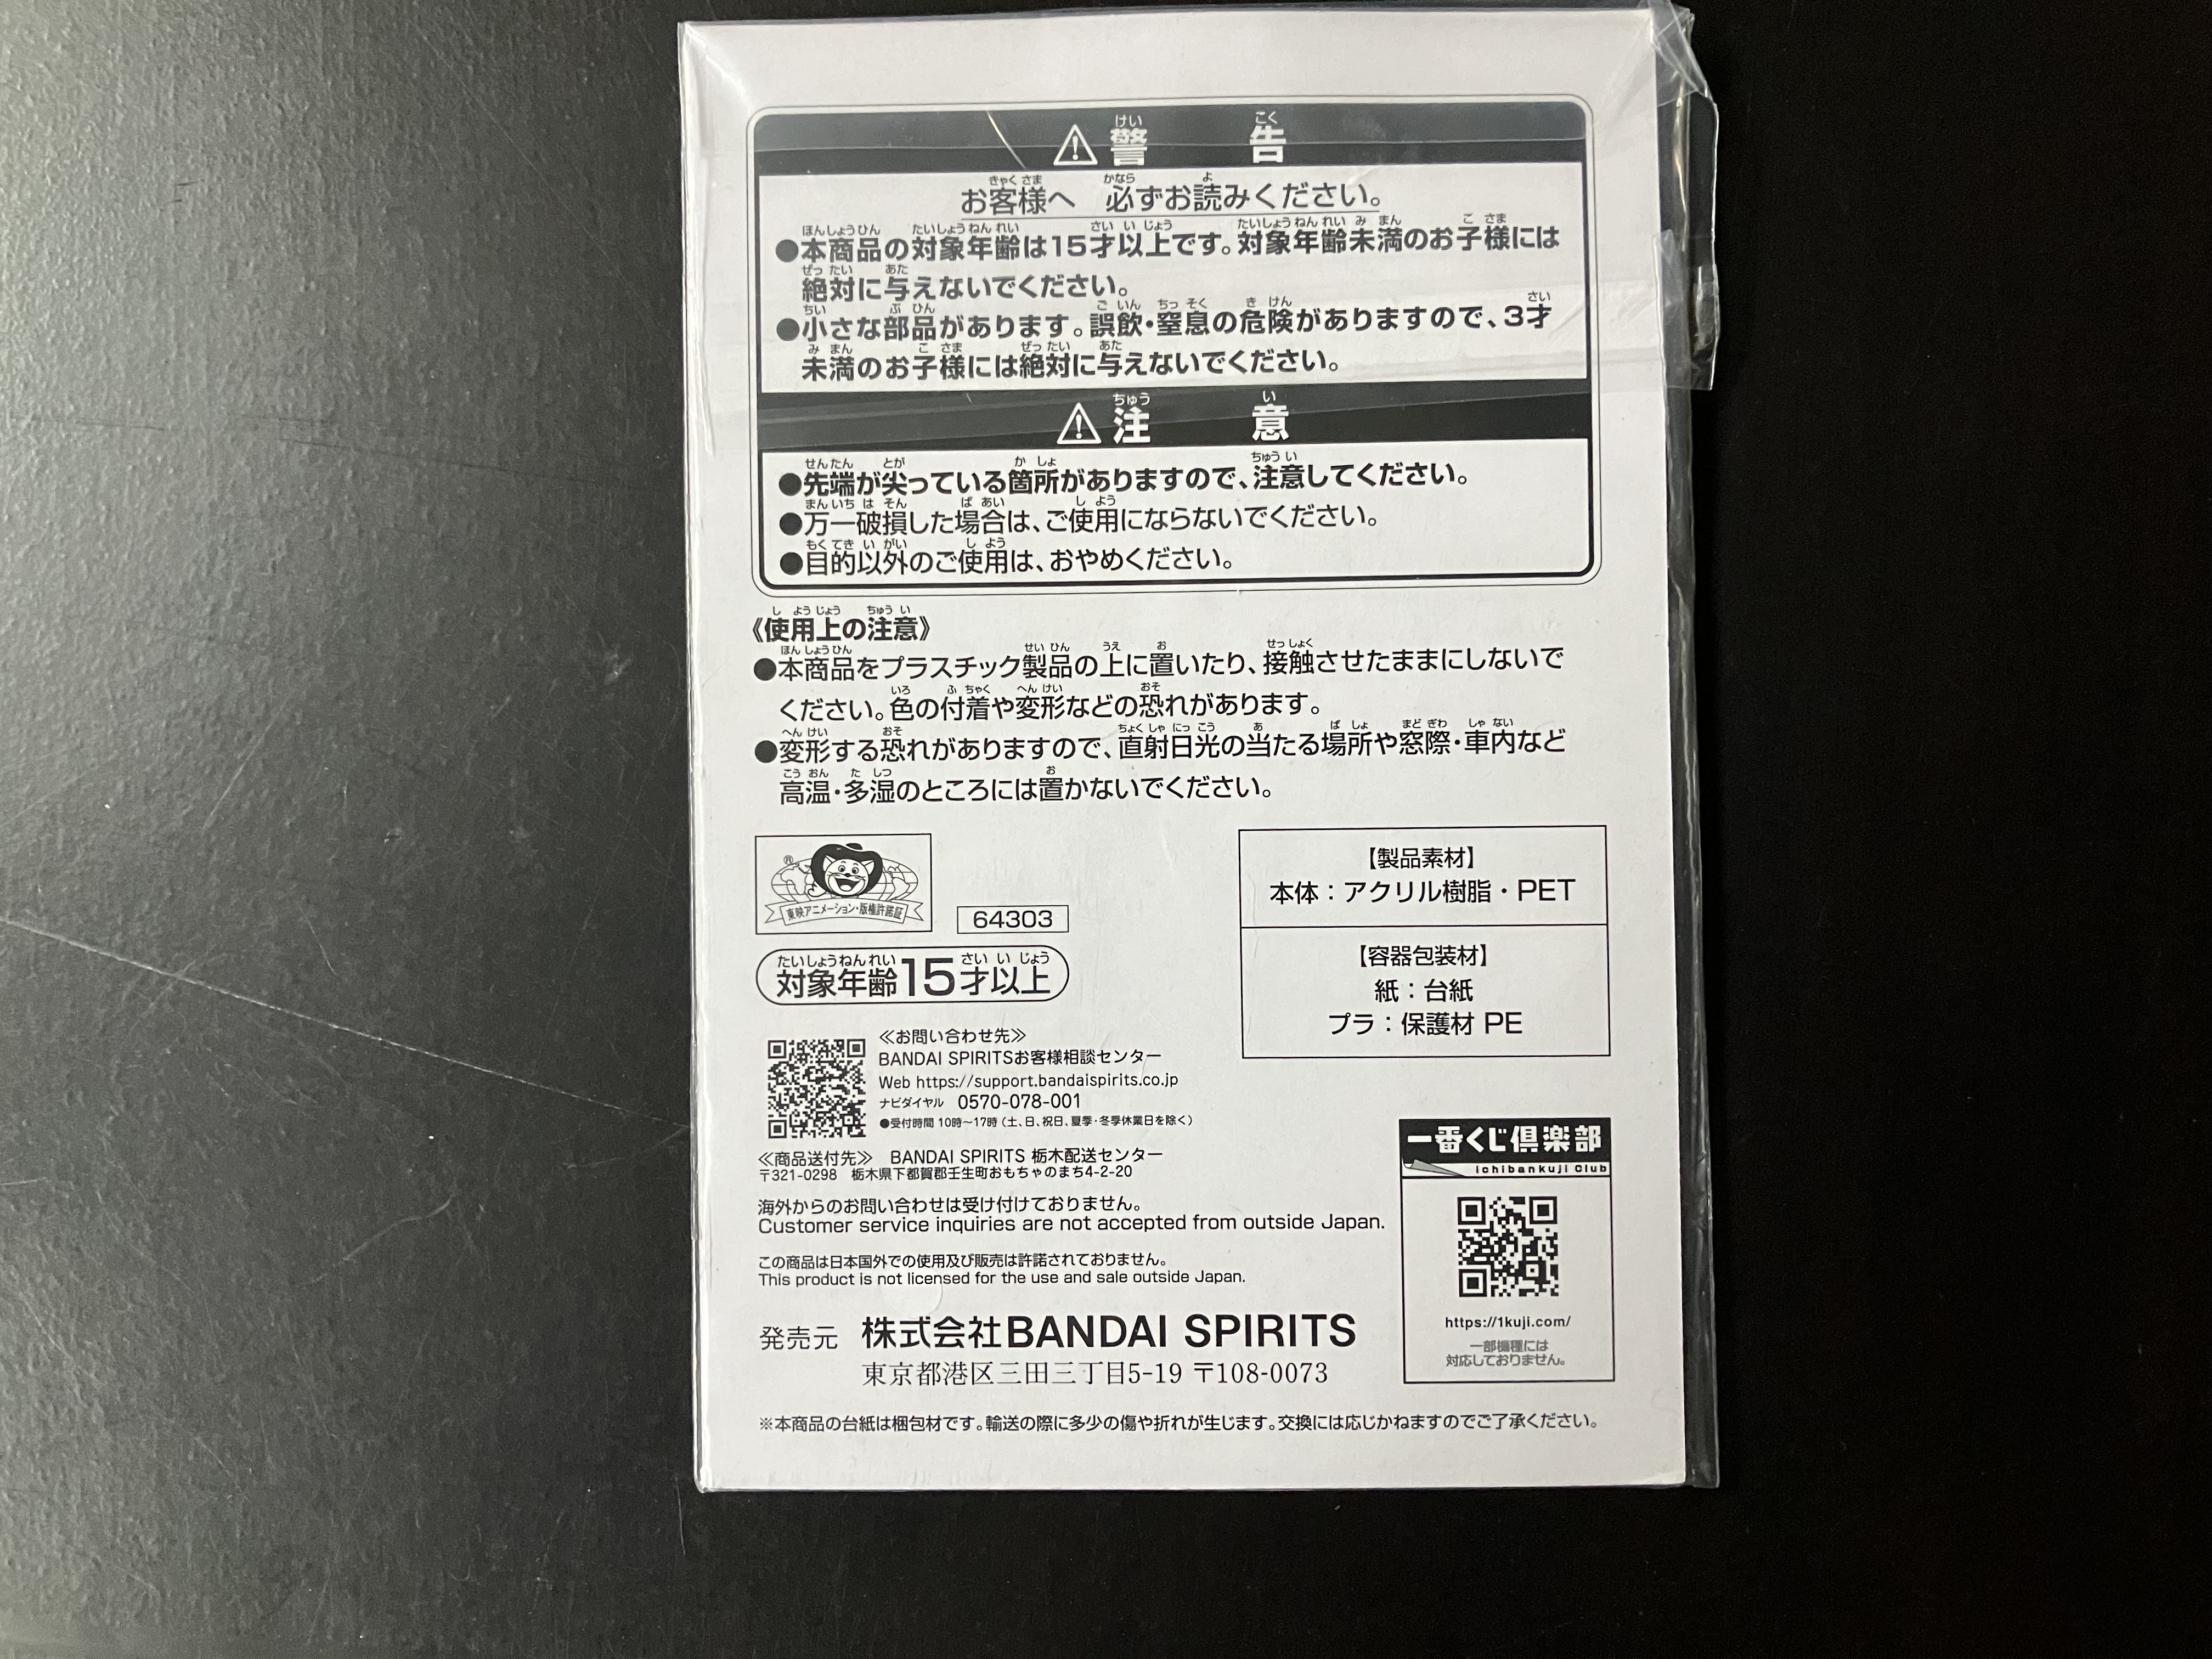 警告
お客様へ 必ずお読みください。
●本商品の対象年齢は15才以上です。対象年齢未満のお子様には
絶対に与えないでください。
●小さな部品があります。誤飲・窒息の危険がありますので、3才
未満のお子様には絶対に与えないでください。
注意
●先端が尖っている箇所がありますので、注意してください。
●万一破損した場合は、ご使用にならないでください。
●目的以外のご使用は、おやめください。
《使用上の注意》
●本商品をプラスチック製品の上に置いたり、接触させたままにしないで
ください。色の付着や変形などの恐れがあります。
●変形する恐れがありますので、直射日光の当たる場所や窓際・車内など
高温・多湿のところには置かないでください。
®
東映アニメーション・版権許諾証
64303
対象年齢15才以上
【製品素材】
本体：アクリル樹脂・PET
【容器包装材】
紙：台紙
プラ：保護材 PE
≪お問い合わせ先≫
BANDAI SPIRITSお客様相談センター
Web https://support.bandaispirits.co.jp
ナビダイヤル 0570-078-001
●受付時間 10時～17時（土、日、祝日、夏季・冬季休業日を除く）
≪商品送付先≫ BANDAI SPIRITS 栃木配送センター
〒321-0298 栃木県下都賀郡壬生町おもちゃのまち4-2-20
海外からのお問い合わせは受け付けておりません。
Customer service inquiries are not accepted from outside Japan.
この商品は日本国外での使用及び販売は許諾されておりません。
This product is not licensed for the use and sale outside Japan.
発売元 株式会社BANDAI SPIRITS
東京都港区三田三丁目5-19 〒108-0073
一番くじ倶楽部
Ichibankuji Club
https://1kuji.com/
一部機種には
対応しておりません。
※本商品の台紙は梱包材です。輸送の際に多少の傷や折れが生じます。交換には応じかねますのでご了承ください。